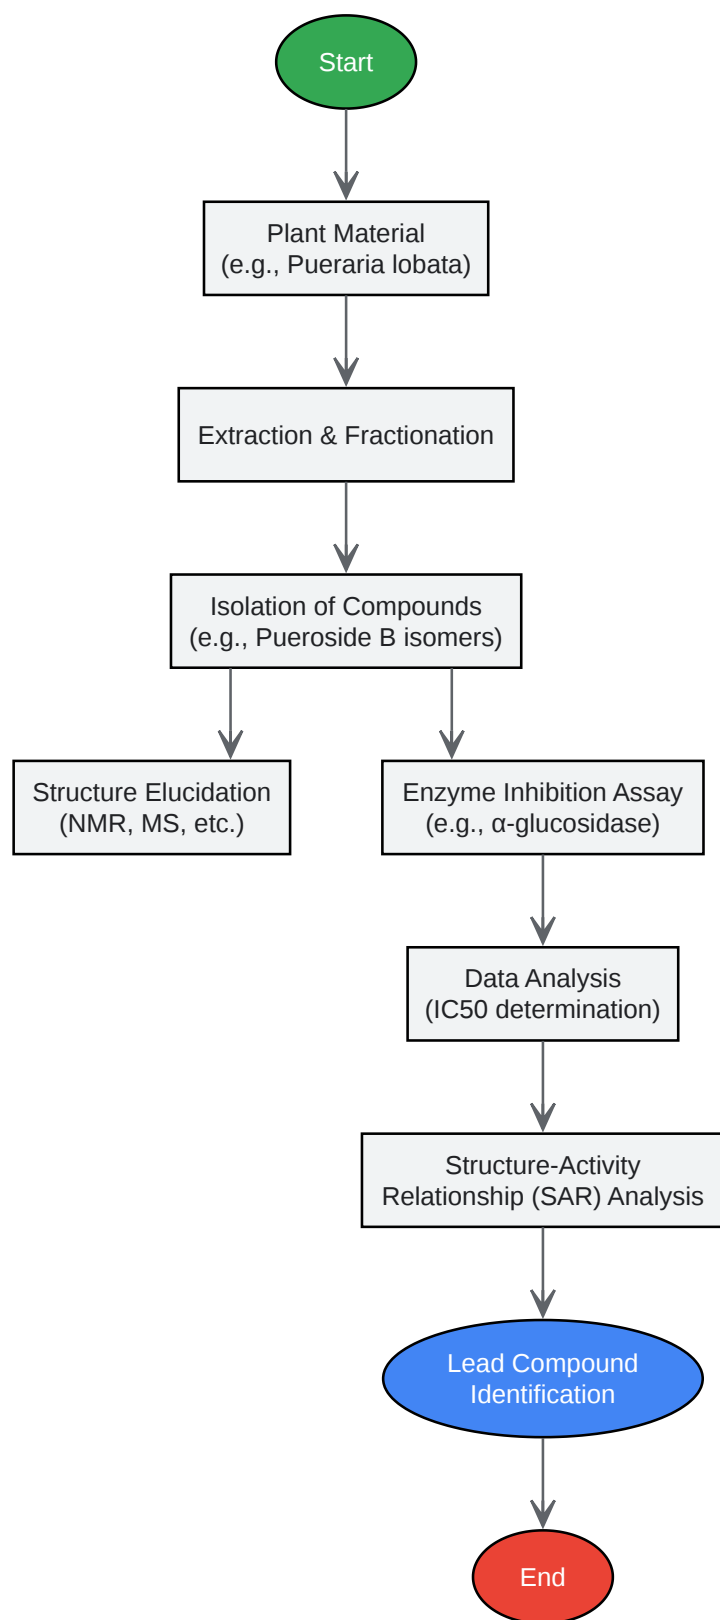 Start
Plant Material
(e.g., Pueraria lobata)
Extraction & Fractionation
Isolation of Compounds
(e.g., Pueroside B isomers)
Structure Elucidation
(NMR, MS, etc.)
Enzyme Inhibition Assay
(e.g., α-glucosidase)
Data Analysis
(IC50 determination)
Structure-Activity
Relationship (SAR) Analysis
Lead Compound
Identification
End